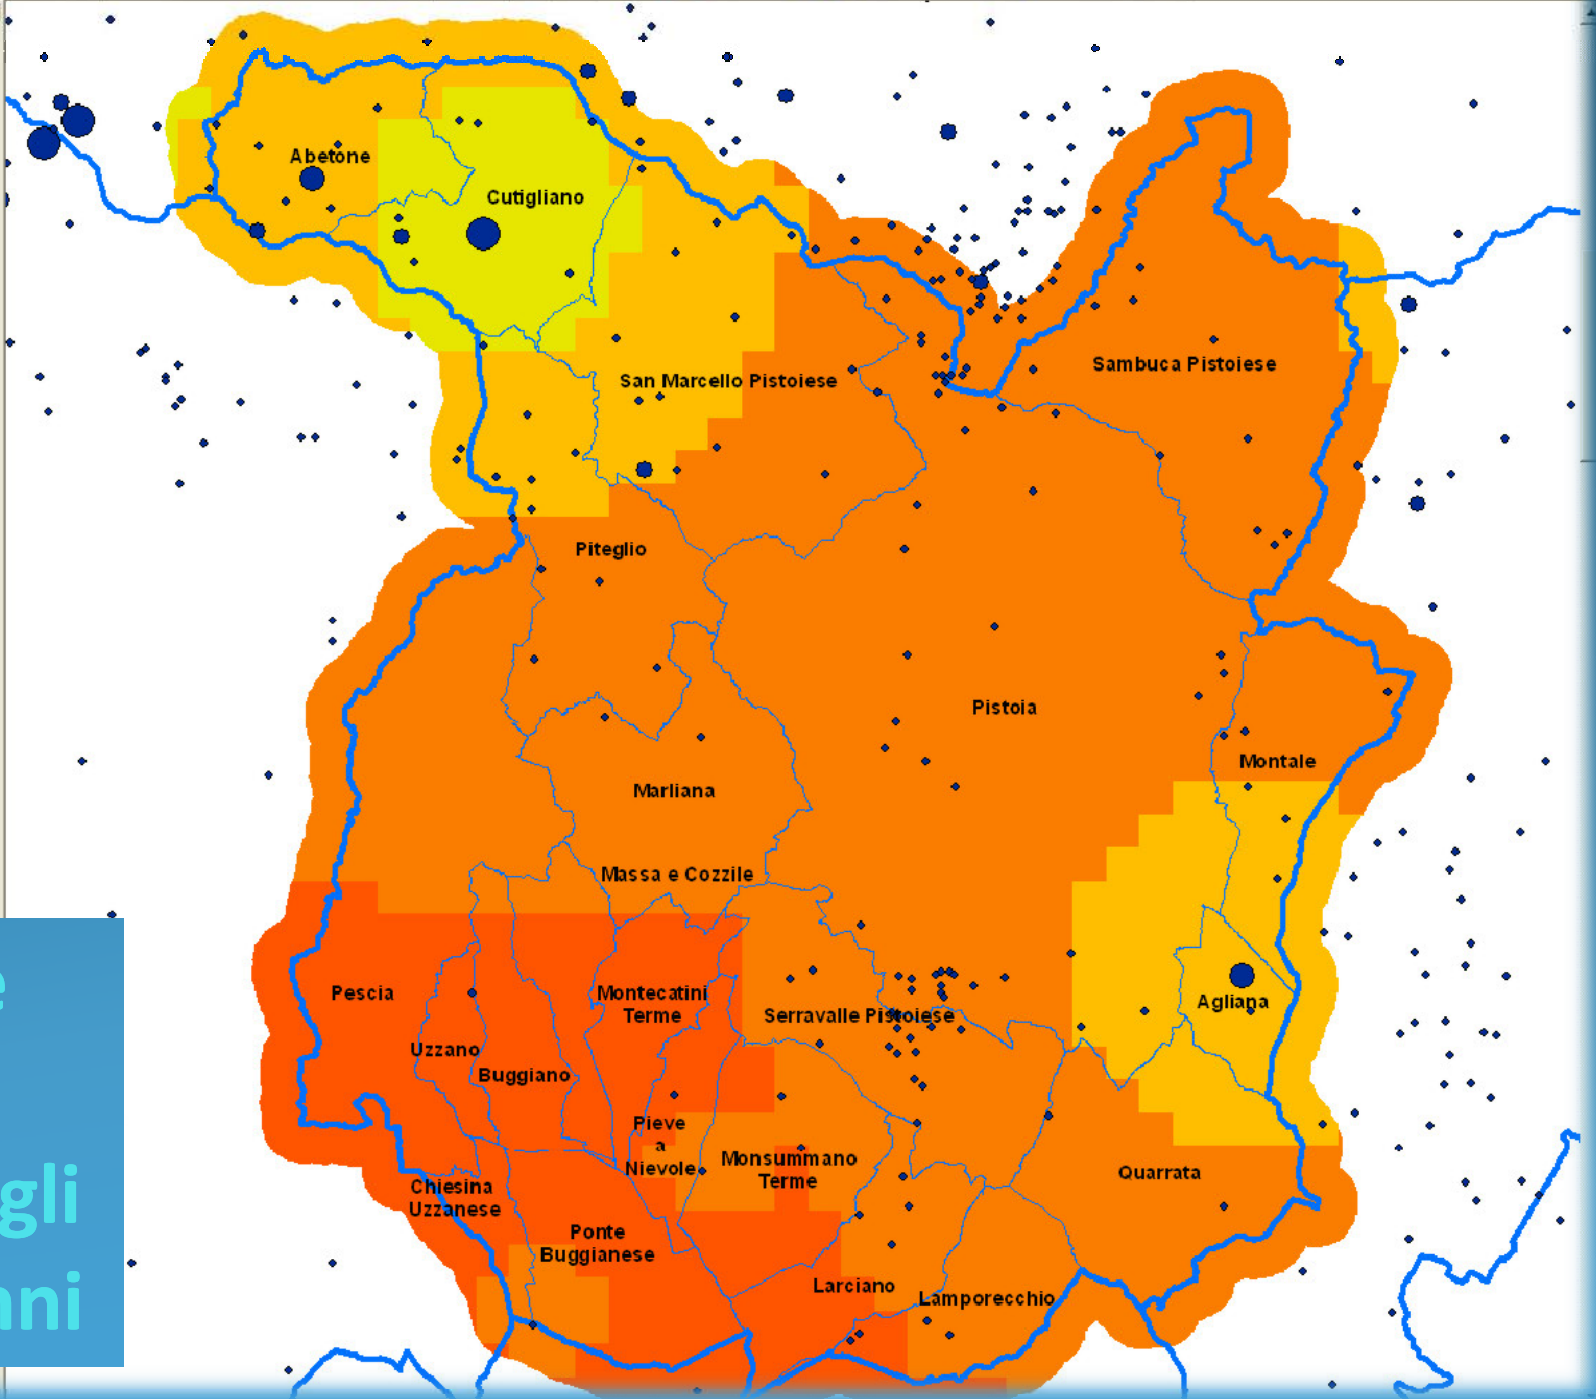 Abetone
Cutigliano
San Marcello Pistoiese
Sambuca Pistoiese
Piteglio
Pistoia
Montale
Marliana
Massa e Cozzile
Pescia
Montecatini
Terme
Serravalle Pistoiese
Agliana
Uzzano
Buggiano
Pieve
a
Nievole
Monsummano
Terme
Quarrata
Chiesina
Uzzanese
Ponte
Buggianese
Larciano
Lamporecchio
e
gli
nni